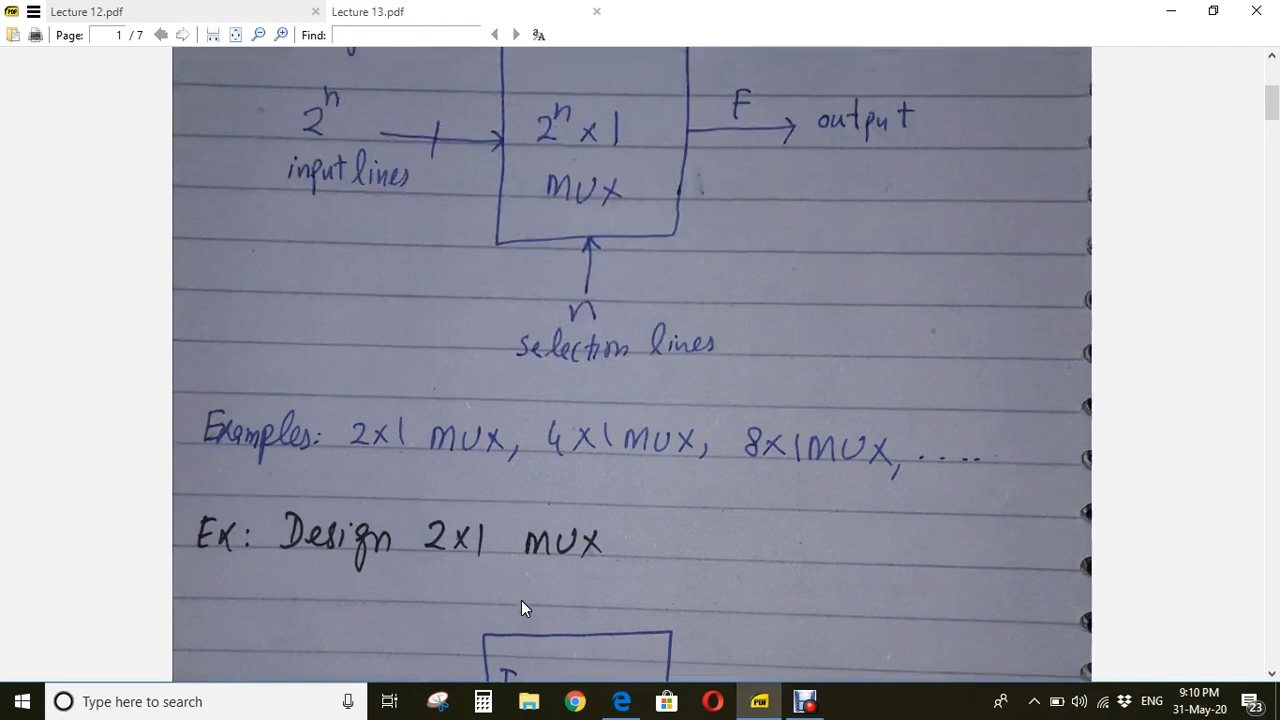 Lecture 12.pdf
Lecture 13.pdf
Page: 1 / 7 Find:
2^n
input lines
2^n x 1
MUX
F
output
n
selection lines
Examples: 2x1 MUX, 4x1 MUX, 8x1 MUX, ....
Ex: Design 2x1 MUX
I
Type here to search
PDF
9:10 PM
31-May-20
23